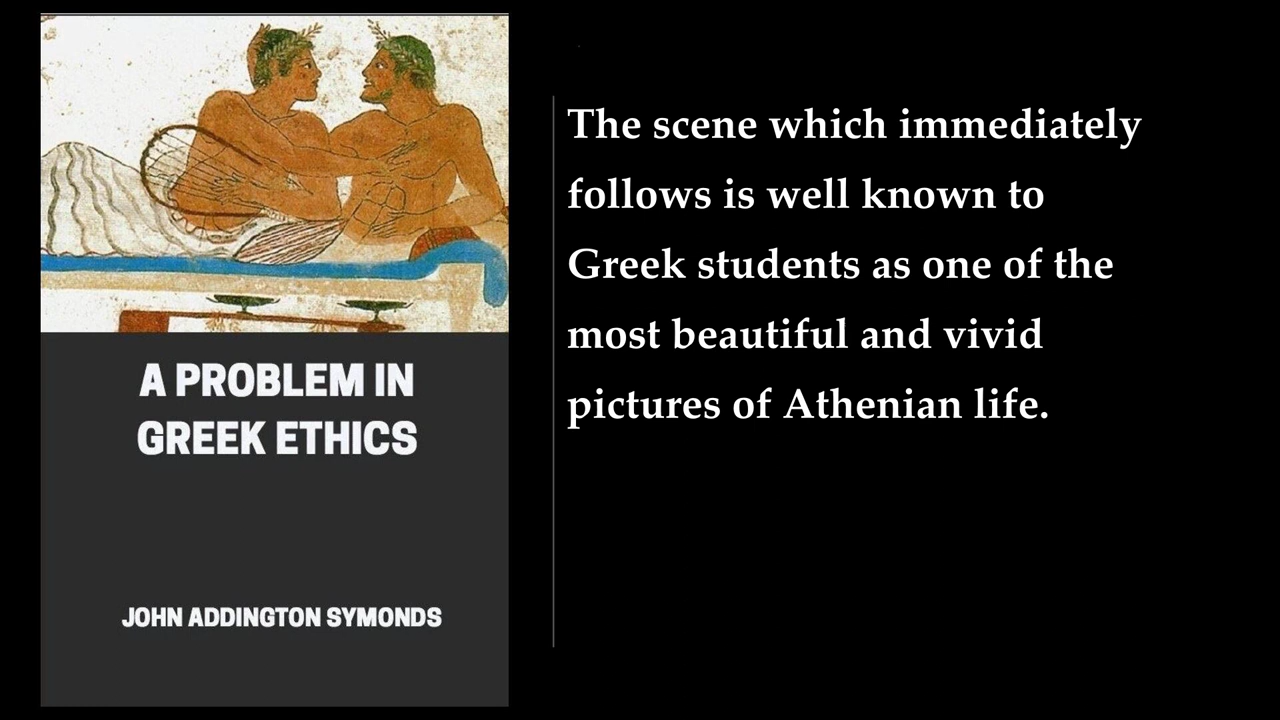 A PROBLEM IN
GREEK ETHICS
JOHN ADDINGTON SYMONDS
The scene which immediately
follows is well known to
Greek students as one of the
most beautiful and vivid
pictures of Athenian life.